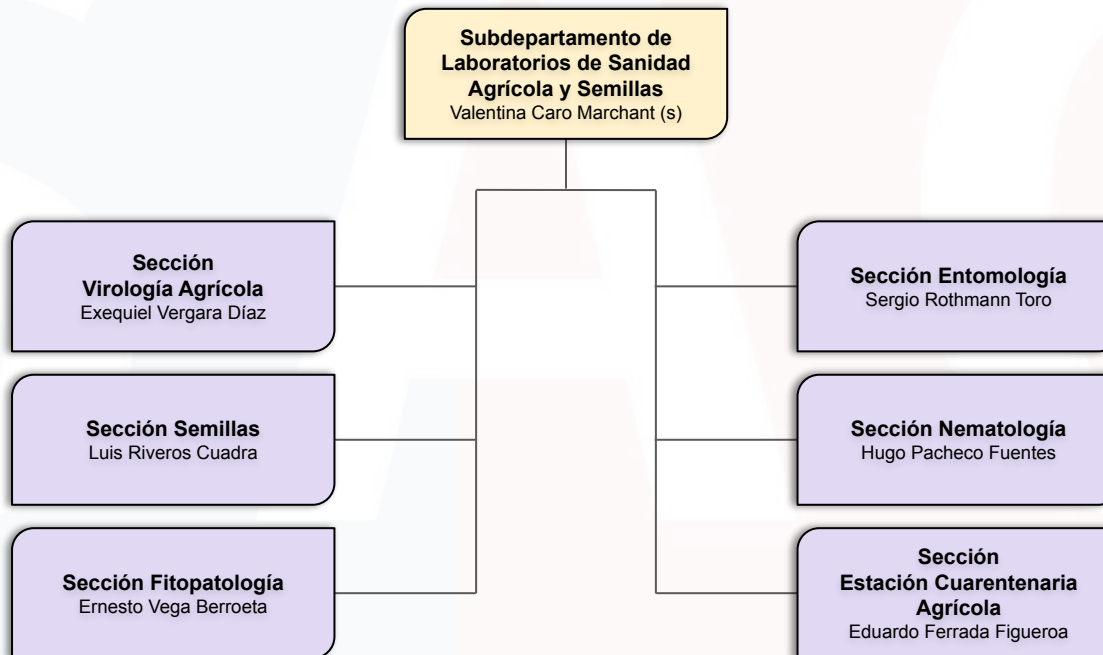 Subdepartamento de
Laboratorios de Sanidad
Agrícola y Semillas
Valentina Caro Marchant (s)
Sección
Virología Agrícola
Exequiel Vergara Díaz
Sección Semillas
Luis Riveros Cuadra
Sección Fitopatología
Ernesto Vega Berroeta
Sección Entomología
Sergio Rothmann Toro
Sección Nematología
Hugo Pacheco Fuentes
Sección
Estación Cuarentenaria
Agrícola
Eduardo Ferrada Figueroa